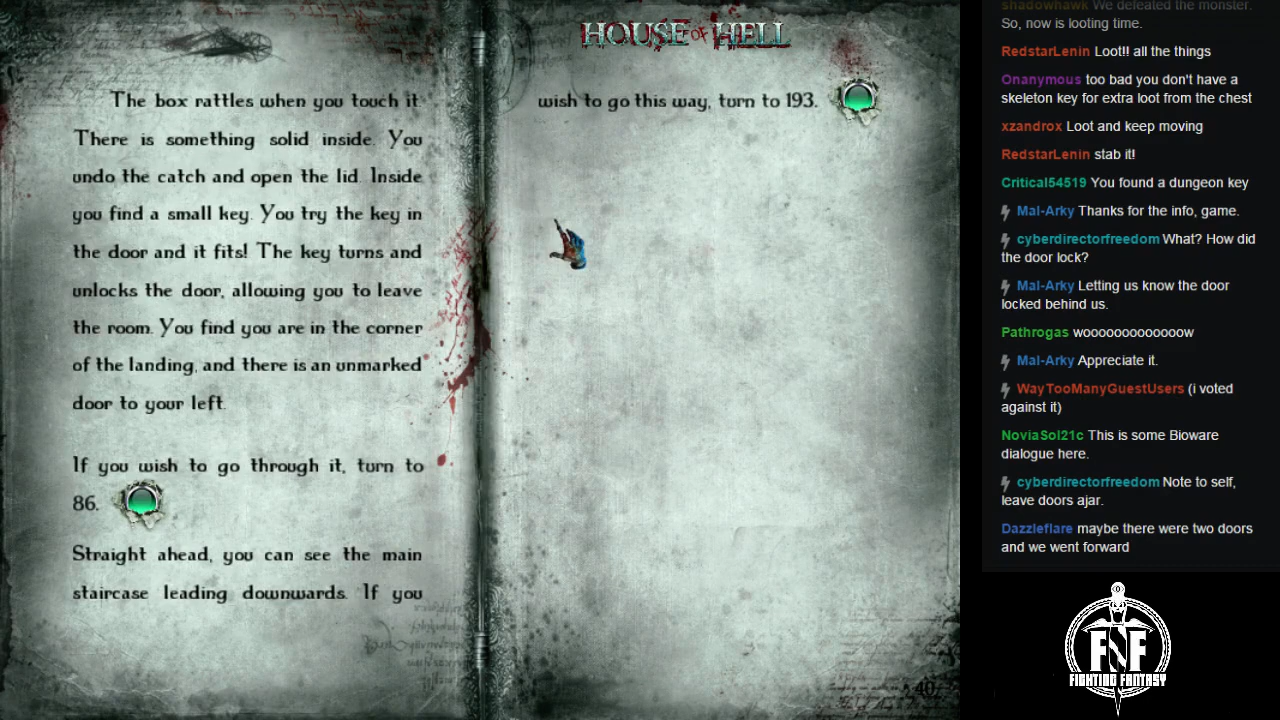 HOUSE OF HELL
The box rattles when you touch it.
There is something solid inside. You
undo the catch and open the lid. Inside
you find a small key. You try the key in
the door and it fits! The key turns and
unlocks the door, allowing you to leave
the room. You find you are in the corner
of the landing, and there is an unmarked
door to your left.
If you wish to go through it, turn to
86.
Straight ahead, you can see the main
staircase leading downwards. If you
wish to go this way, turn to 193.
40
shadowhawk We defeated the monster.
So, now is looting time.
RedstarLenin Loot!! all the things
Onanymous too bad you don't have a
skeleton key for extra loot from the chest
xzandrox Loot and keep moving
RedstarLenin stab it!
Critical54519 You found a dungeon key
Mal-Arky Thanks for the info, game.
cyberdirectorfreedom What? How did
the door lock?
Mal-Arky Letting us know the door
locked behind us.
Pathrogas woooooooooooow
Mal-Arky Appreciate it.
WayTooManyGuestUsers (i voted
against it)
NoviaSol21c This is some Bioware
dialogue here.
cyberdirectorfreedom Note to self,
leave doors ajar.
Dazzleflare maybe there were two doors
and we went forward
FF
FIGHTING FANTASY